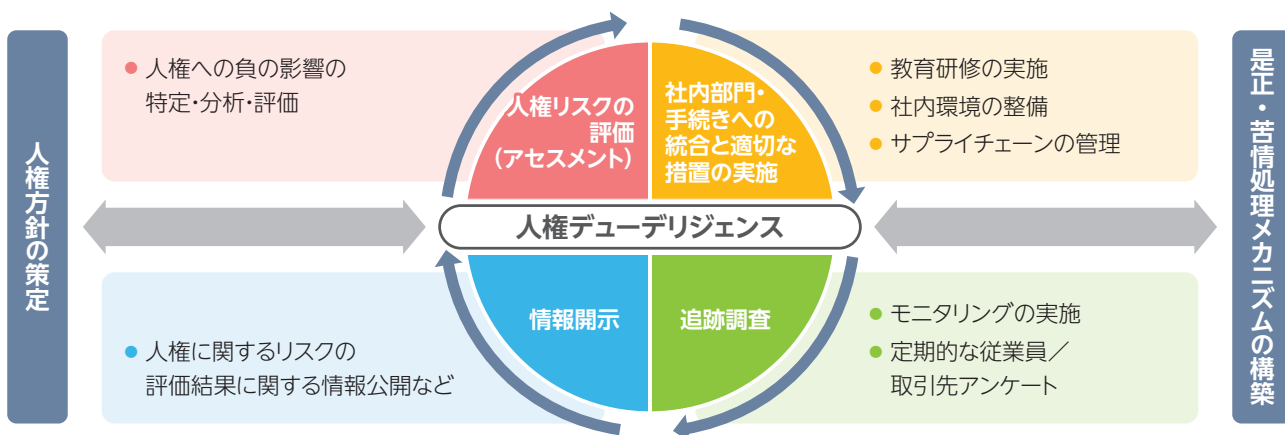 人権方針の策定
人権への負の影響の
特定・分析・評価
人権リスクの
評価
（アセスメント）
社内部門・
手続きへの
統合と適切な
措置の実施
教育研修の実施
社内環境の整備
サプライチェーンの管理
人権デューデリジェンス
人権に関するリスクの
評価結果に関する情報公開など
情報開示
追跡調査
モニタリングの実施
定期的な従業員／
取引先アンケート
是正・苦情処理メカニズムの構築